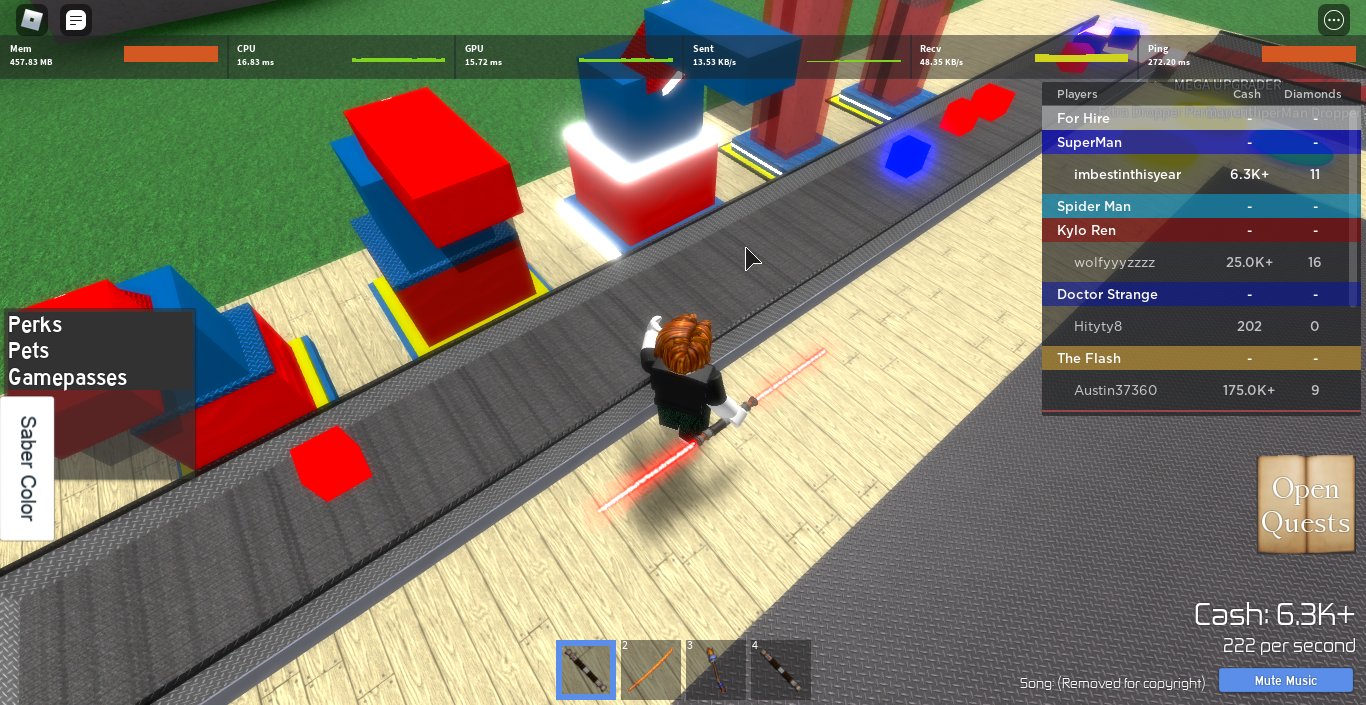 Mem
457.83 MB
CPU
16.83 ms
GPU
15.72 ms
Sent
13.53 KB/s
Recv
48.35 KB/s
Ping
272.20 ms
MEGA UPGRADER
Players Cash Diamonds
For Hire - -
SuperMan - -
imbestinthisyear 6.3K+ 11
Spider Man - -
Kylo Ren - -
wolfyyyzzzz 25.0K+ 16
Doctor Strange - -
Hityty8 202 0
The Flash - -
Austin37360 175.0K+ 9
Perks
Pets
Gamepasses
Saber Color
Open
Quests
Cash: 6.3K+
222 per second
Song: (Removed for copyright)
Mute Music
2
3
4